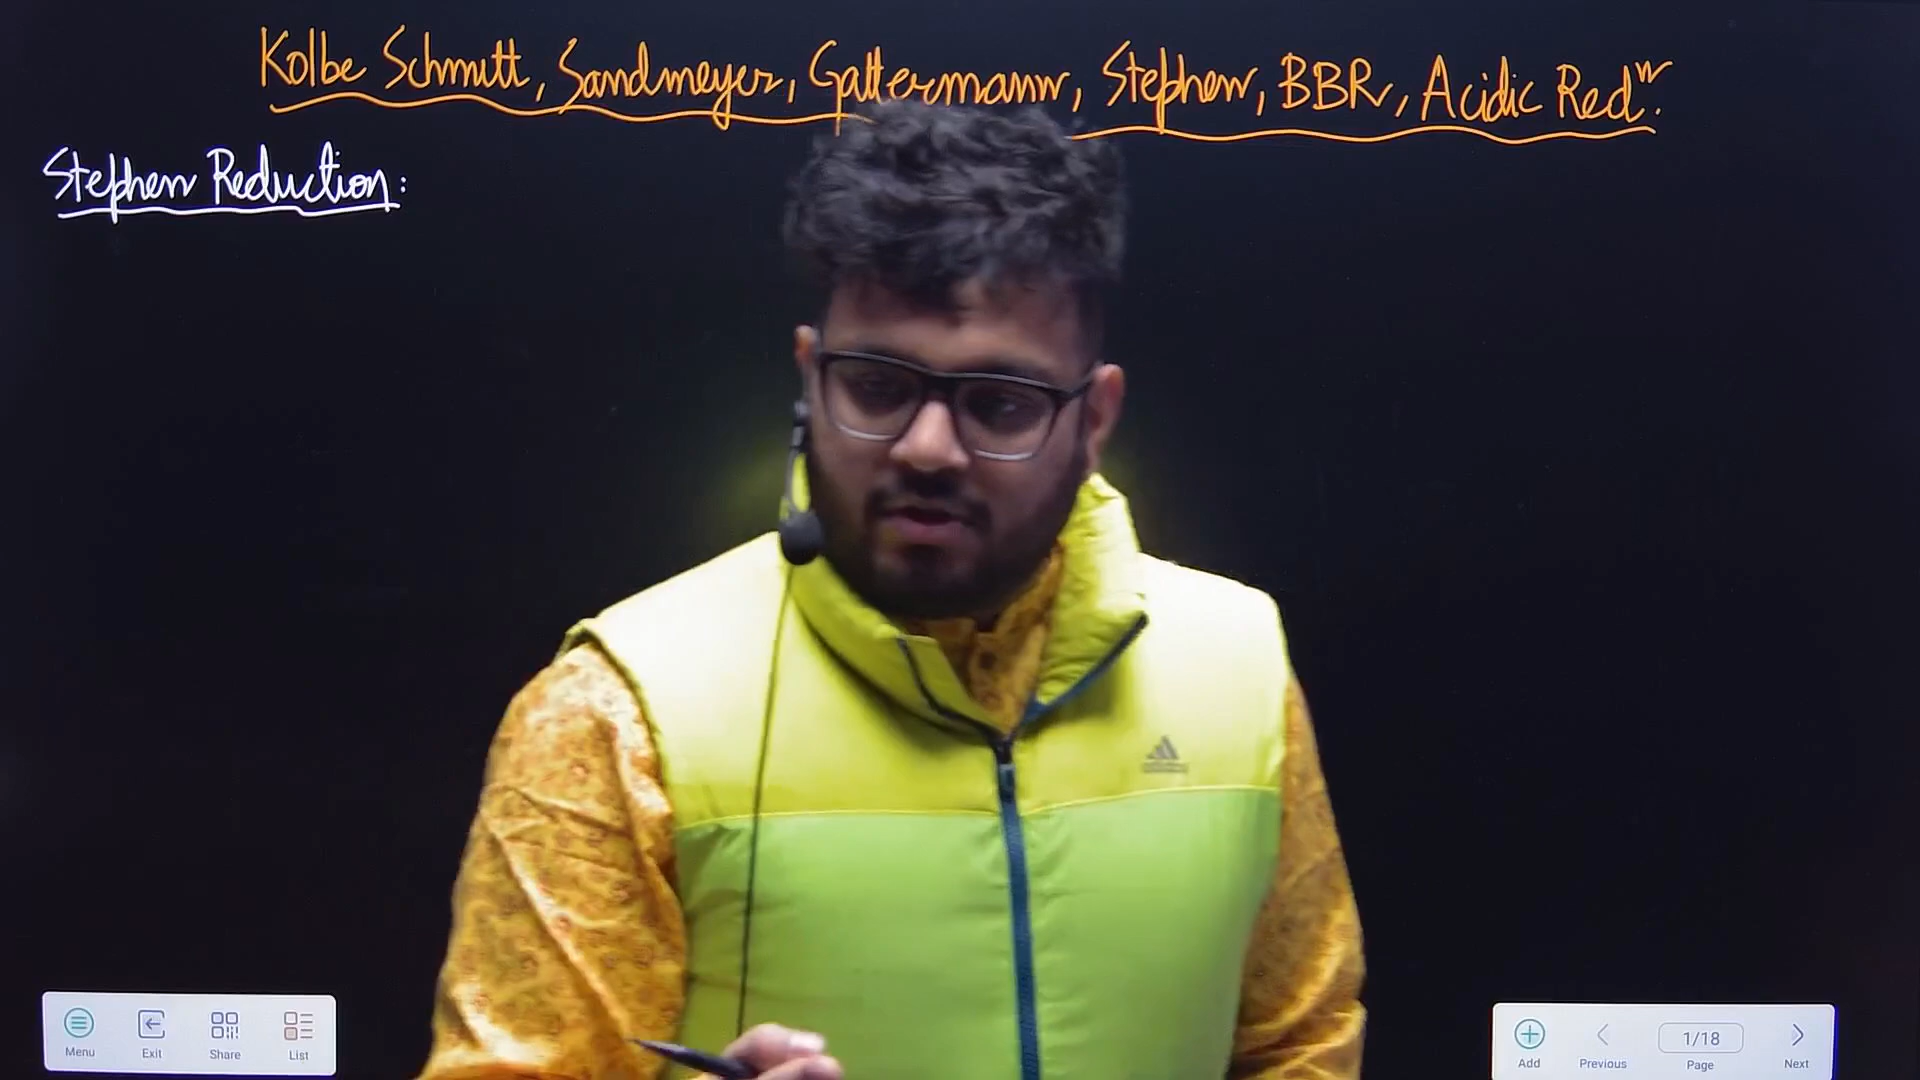 Kolbe Schmitt, Sandmeyer, Gattermann, Stephen, BBR, Acidic Redⁿ.
Stephen Reduction:
Menu Exit Share List
Add Previous 1/18 Page Next